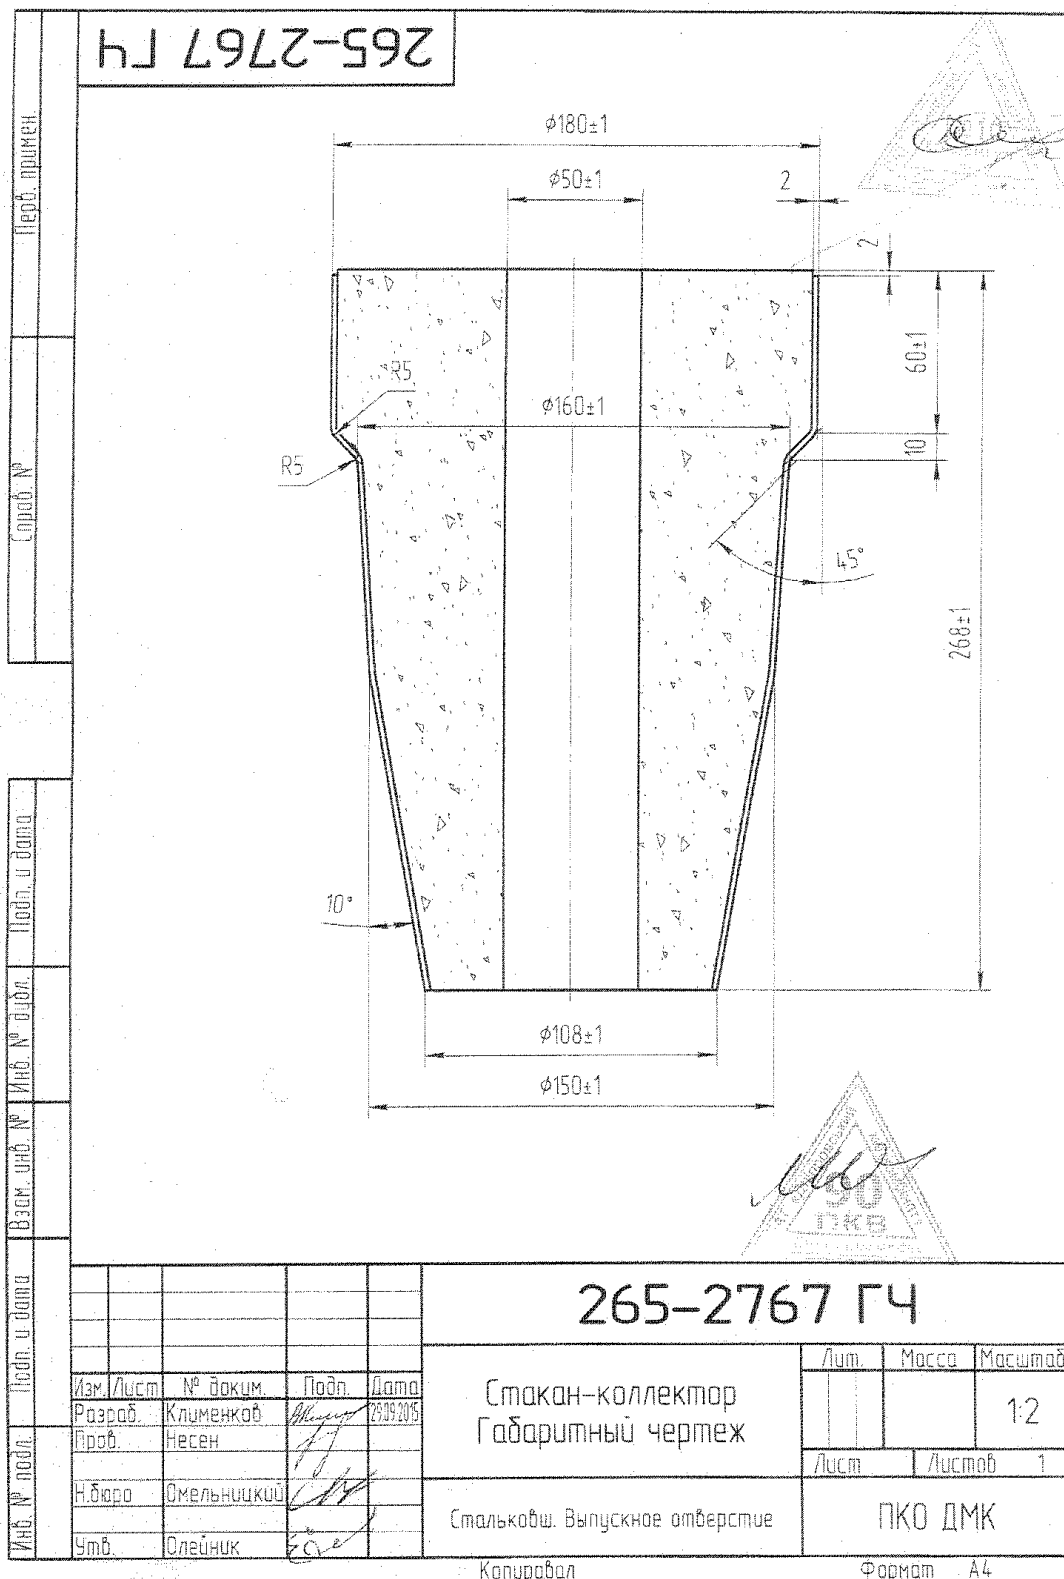 265-2767 ГЧ
Перв. примен.
Справ. №
Подп. и дата
Инв. № дубл.
Взам. инв. №
Подп. и дата
Инв. № подл.
⌀180±1
⌀50±1
2
2
60±1
R5
⌀160±1
10
R5
45°
268±1
10°
⌀108±1
⌀150±1
90
ПКВ
265-2767 ГЧ
Изм. Лист № докум. Подп. Дата
Разраб. Клименков 29.09.2015
Пров. Несен
Н.бюро Омельницкий
Утв. Олейник
Стакан-коллектор
Габаритный чертеж
Лит. Масса Масштаб
1:2
Лист Листов 1
Стальковш. Выпускное отверстие
ПКО ДМК
Копировал Формат А4